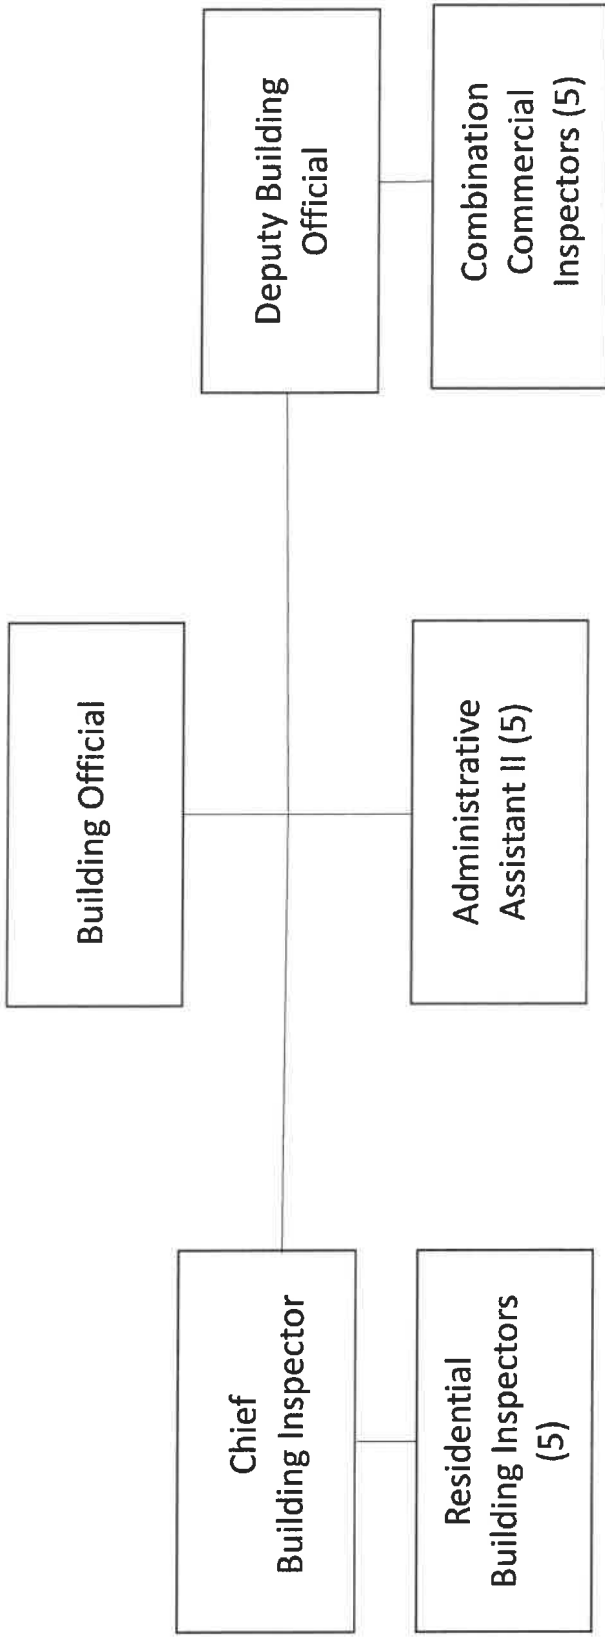 Building Official
Chief
Building Inspector
Deputy Building
Official
Residential
Building Inspectors
(5)
Administrative
Assistant II (5)
Combination
Commercial
Inspectors (5)